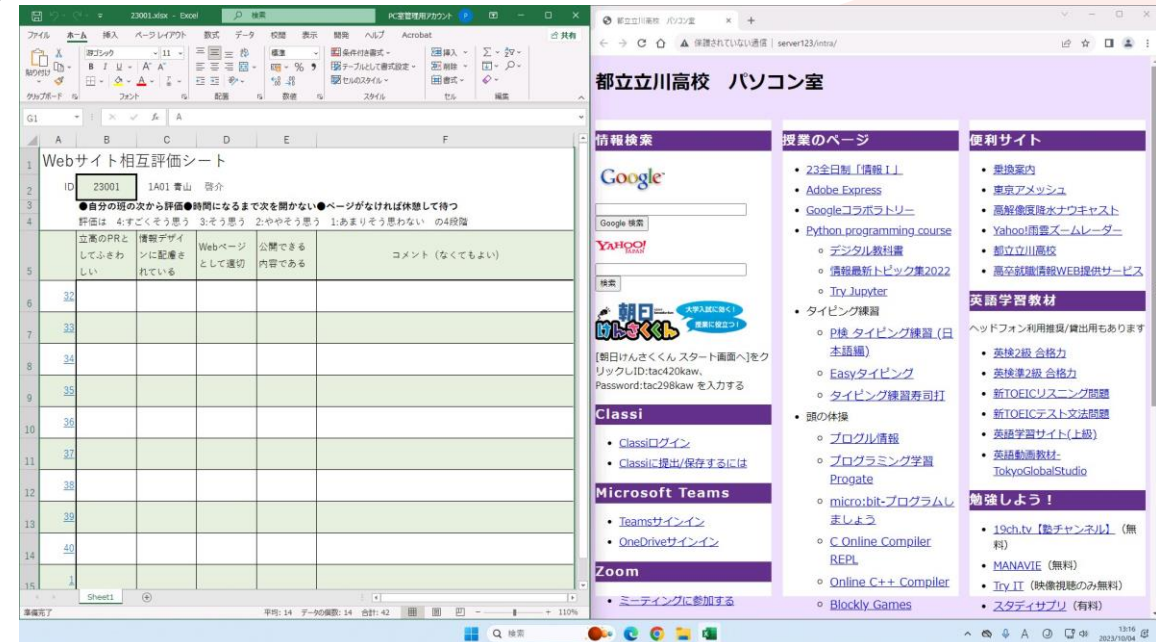 23001.xlsx - Excel
検索
PC室管理用アカウント
ファイル ホーム 挿入 ページレイアウト 数式 データ 校閲 表示 開発 ヘルプ Acrobat 共有
游ゴシック 11 標準
条件付き書式 挿入
テーブルとして書式設定 削除
セルのスタイル 書式
クリップボード フォント 配置 数値 スタイル セル 編集
G1 A
A B C D E F
1 Webサイト相互評価シート
2 ID 23001 1A01 青山 啓介
3 ●自分の班の次から評価●時間になるまで次を開かない●ページがなければ休憩して待つ
4 評価は 4:すごくそう思う 3:そう思う 2:ややそう思う 1:あまりそう思わない の4段階
5 立高のPRとしてふさわしい 情報デザインに配慮されている Webページとして適切 公開できる内容である コメント（なくてもよい）
6 32
7 33
8 34
9 35
10 36
11 37
12 38
13 39
14 40
15 1
Sheet1
準備完了 平均: 14 データの個数: 14 合計: 42 110%
都立立川高校 パソコン室
保護されていない通信 server123/intra/
都立立川高校 パソコン室
情報検索
Google
Google 検索
YAHOO!
JAPAN
検索
朝日けんさくくん
大学入試に効く！
授業に役立つ！
[朝日けんさくくん スタート画面へ]をク
リックしID:tac420kaw、
Password:tac298kaw を入力する
Classi
Classiログイン
Classiに提出/保存するには
Microsoft Teams
Teamsサインイン
OneDriveサインイン
Zoom
ミーティングに参加する
授業のページ
23全日制「情報Ⅰ」
Adobe Express
Googleコラボラトリー
Python programming course
デジタル教科書
情報最新トピック集2022
Try Jupyter
タイピング練習
P検 タイピング練習 (日
本語編)
Easyタイピング
タイピング練習寿司打
頭の体操
プログル情報
プログラミング学習
Progate
micro:bit-プログラムし
ましょう
C Online Compiler
REPL
Online C++ Compiler
Blockly Games
便利サイト
乗換案内
東京アメッシュ
高解像度降水ナウキャスト
Yahoo!雨雲ズームレーダー
都立立川高校
高卒就職情報WEB提供サービス
英語学習教材
ヘッドフォン利用推奨/貸出用もあります
英検2級 合格力
英検準2級 合格力
新TOEICリスニング問題
新TOEICテスト文法問題
英語学習サイト(上級)
英語動画教材-
TokyoGlobalStudio
勉強しよう！
19ch.tv【塾チャンネル】（無
料）
MANAVIE（無料）
Try IT（映像視聴のみ無料）
スタディサプリ（有料）
検索
A
13:16
2023/10/04